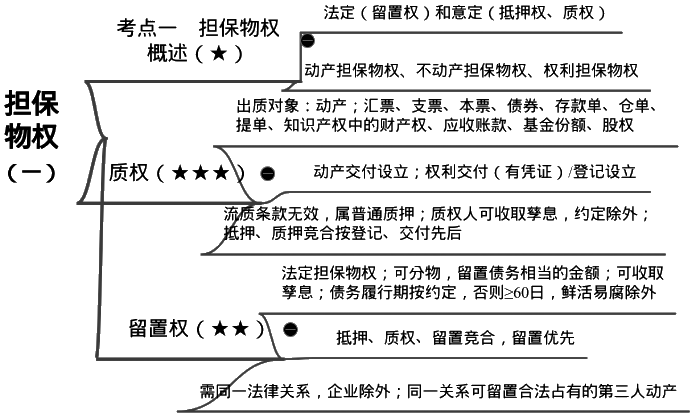 担保
物权
（一）
考点一　担保物权
概述（★）
法定（留置权）和意定（抵押权、质权）
动产担保物权、不动产担保物权、权利担保物权
质权（★★★）
出质对象：动产；汇票、支票、本票、债券、存款单、仓单、
提单、知识产权中的财产权、应收账款、基金份额、股权
动产交付设立；权利交付（有凭证）/登记设立
流质条款无效，属普通质押；质权人可收取孳息，约定除外；
抵押、质押竞合按登记、交付先后
留置权（★★）
法定担保物权；可分物，留置债务相当的金额；可收取
孳息；债务履行期按约定，否则≥60日，鲜活易腐除外
抵押、质权、留置竞合，留置优先
需同一法律关系，企业除外；同一关系可留置合法占有的第三人动产